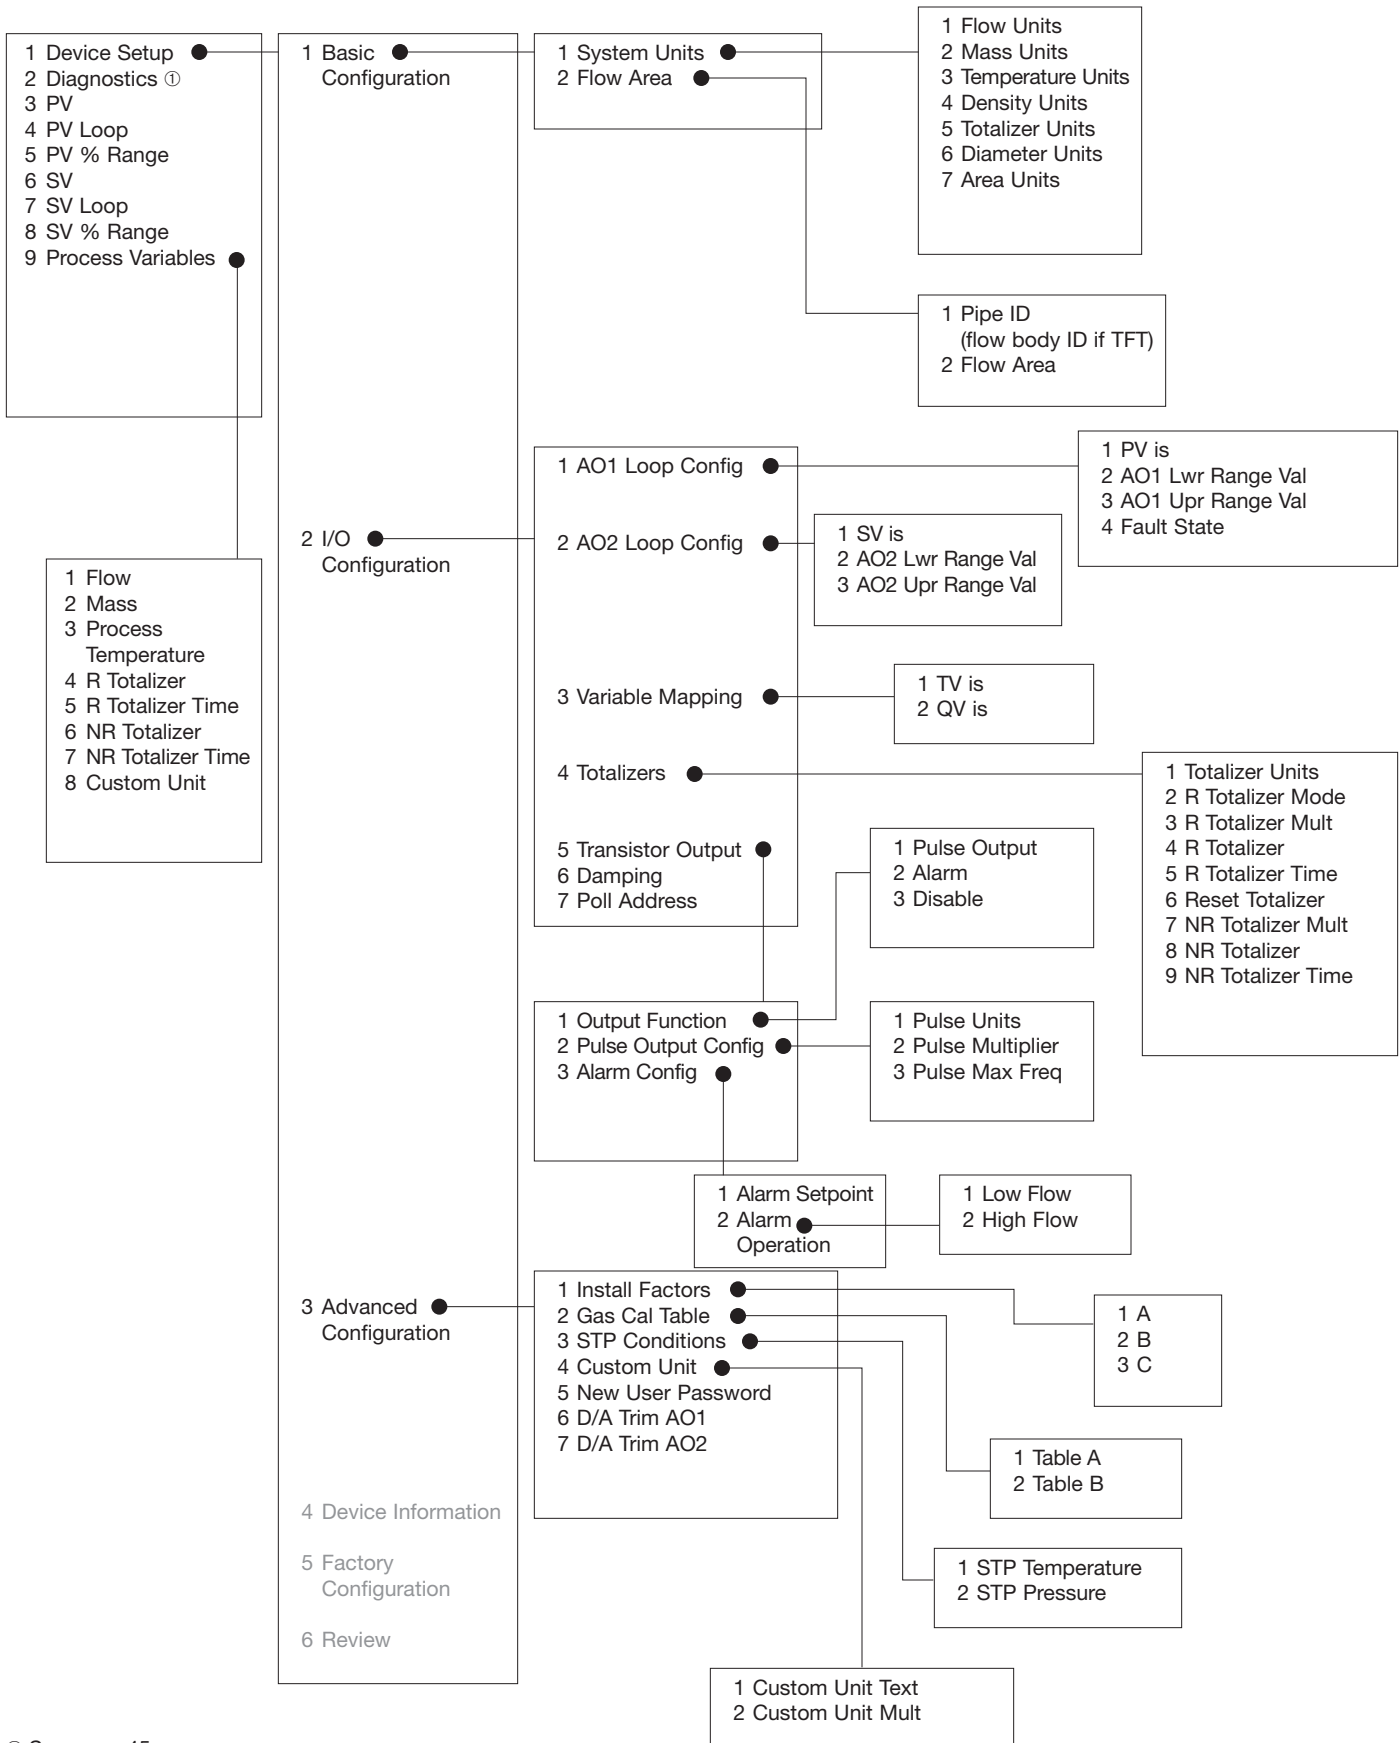 1 Device Setup
2 Diagnostics ①
3 PV
4 PV Loop
5 PV % Range
6 SV
7 SV Loop
8 SV % Range
9 Process Variables
1 Flow
2 Mass
3 Process
Temperature
4 R Totalizer
5 R Totalizer Time
6 NR Totalizer
7 NR Totalizer Time
8 Custom Unit
1 Basic
Configuration
2 I/O
Configuration
3 Advanced
Configuration
4 Device Information
5 Factory
Configuration
6 Review
1 System Units
2 Flow Area
1 Flow Units
2 Mass Units
3 Temperature Units
4 Density Units
5 Totalizer Units
6 Diameter Units
7 Area Units
1 Pipe ID
(flow body ID if TFT)
2 Flow Area
1 AO1 Loop Config
2 AO2 Loop Config
3 Variable Mapping
4 Totalizers
5 Transistor Output
6 Damping
7 Poll Address
1 PV is
2 AO1 Lwr Range Val
3 AO1 Upr Range Val
4 Fault State
1 SV is
2 AO2 Lwr Range Val
3 AO2 Upr Range Val
1 TV is
2 QV is
1 Totalizer Units
2 R Totalizer Mode
3 R Totalizer Mult
4 R Totalizer
5 R Totalizer Time
6 Reset Totalizer
7 NR Totalizer Mult
8 NR Totalizer
9 NR Totalizer Time
1 Output Function
2 Pulse Output Config
3 Alarm Config
1 Pulse Output
2 Alarm
3 Disable
1 Pulse Units
2 Pulse Multiplier
3 Pulse Max Freq
1 Alarm Setpoint
2 Alarm
Operation
1 Low Flow
2 High Flow
1 Install Factors
2 Gas Cal Table
3 STP Conditions
4 Custom Unit
5 New User Password
6 D/A Trim AO1
7 D/A Trim AO2
1 A
2 B
3 C
1 Table A
2 Table B
1 STP Temperature
2 STP Pressure
1 Custom Unit Text
2 Custom Unit Mult